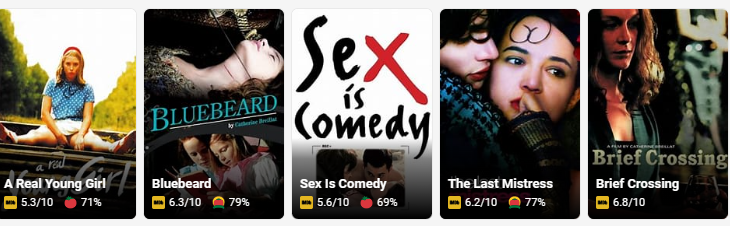 a real
Young Girl
A Real Young Girl
5.3/10 71%
BLUEBEARD
by Catherine Breillat
Bluebeard
6.3/10 79%
Sex
is
Comedy
Sex Is Comedy
5.6/10 69%
The Last Mistress
6.2/10 77%
A FILM BY CATHERINE BREILLAT
Brief Crossing
Brief Crossing
6.8/10